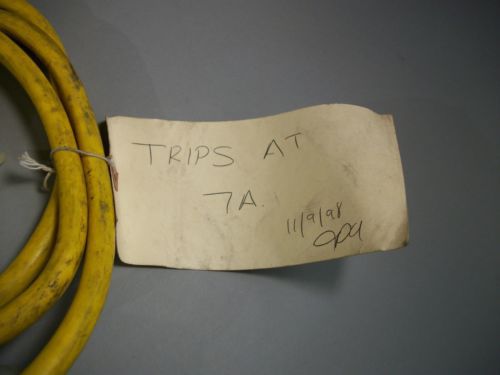 TRIPS AT
7A.
11/9/98